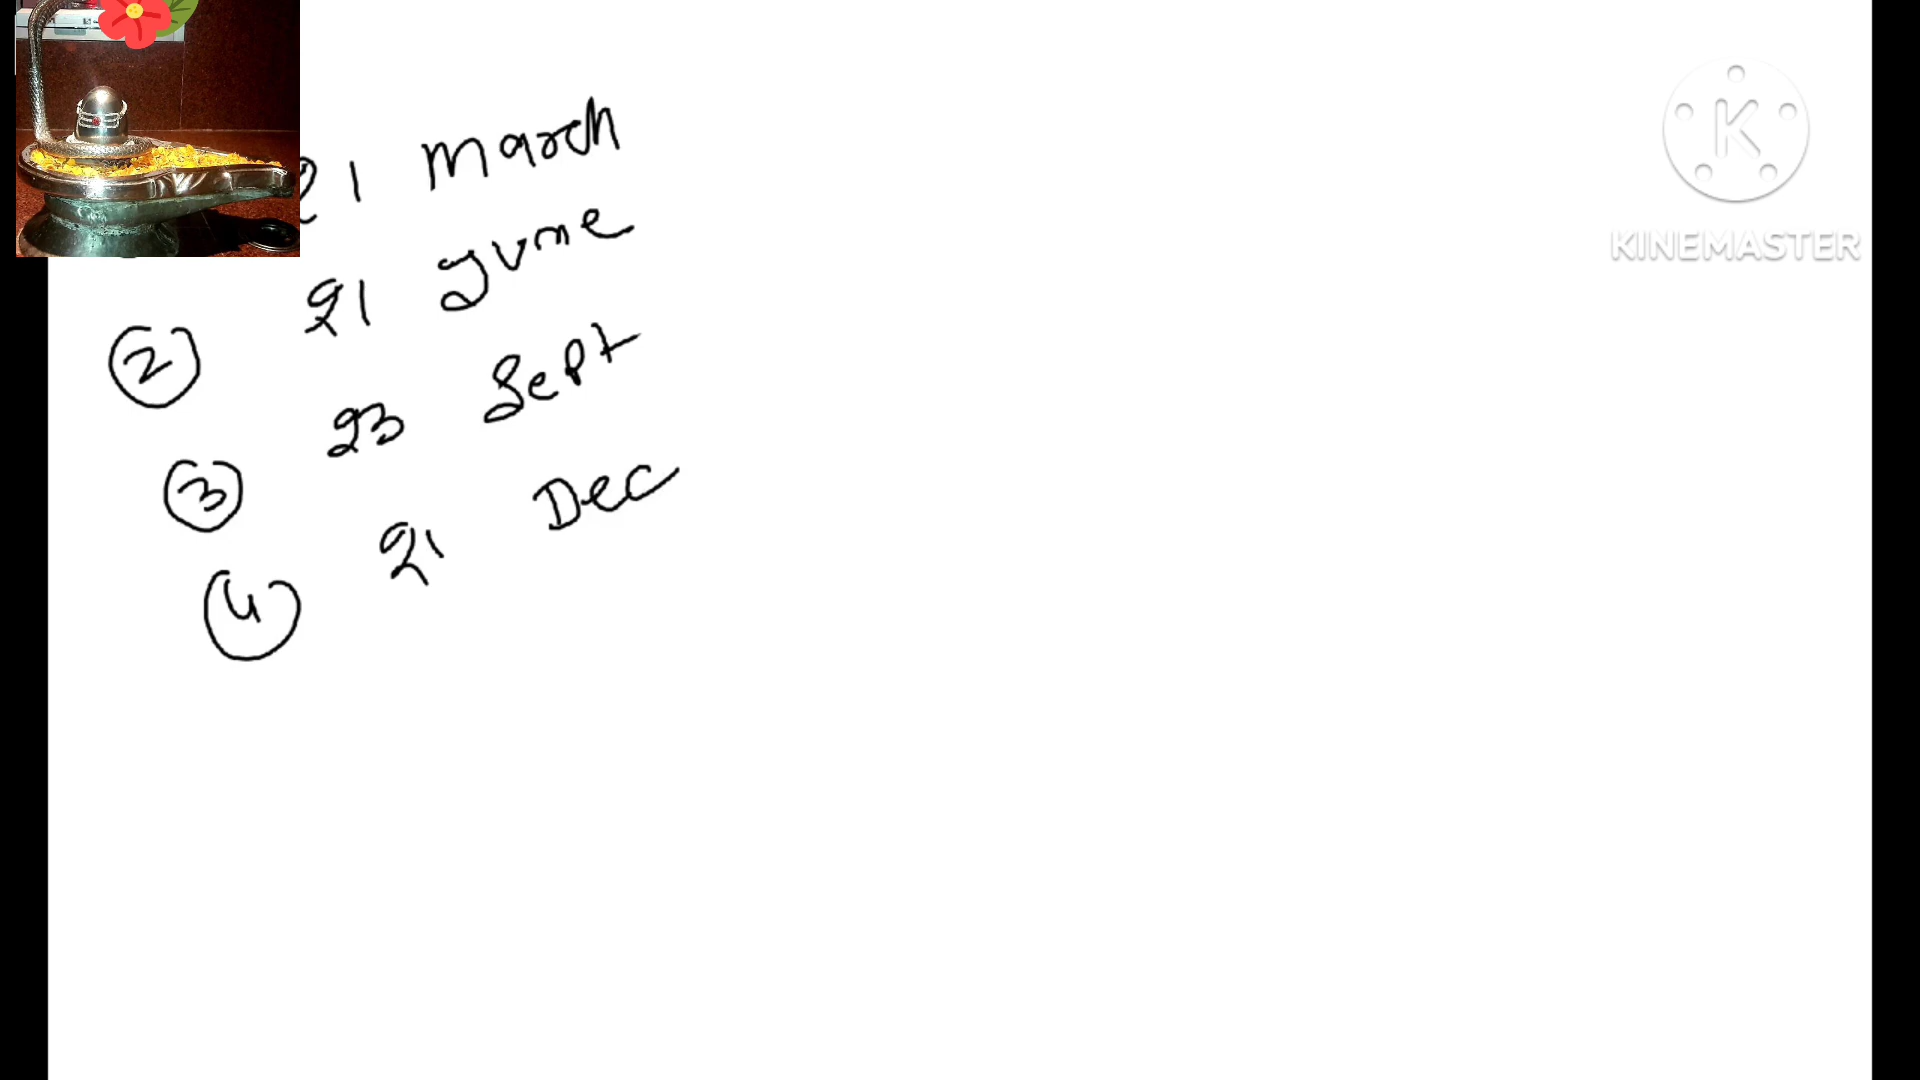 21 March
② 21 June
③ 23 Sept
④ 21 Dec
KINEMASTER